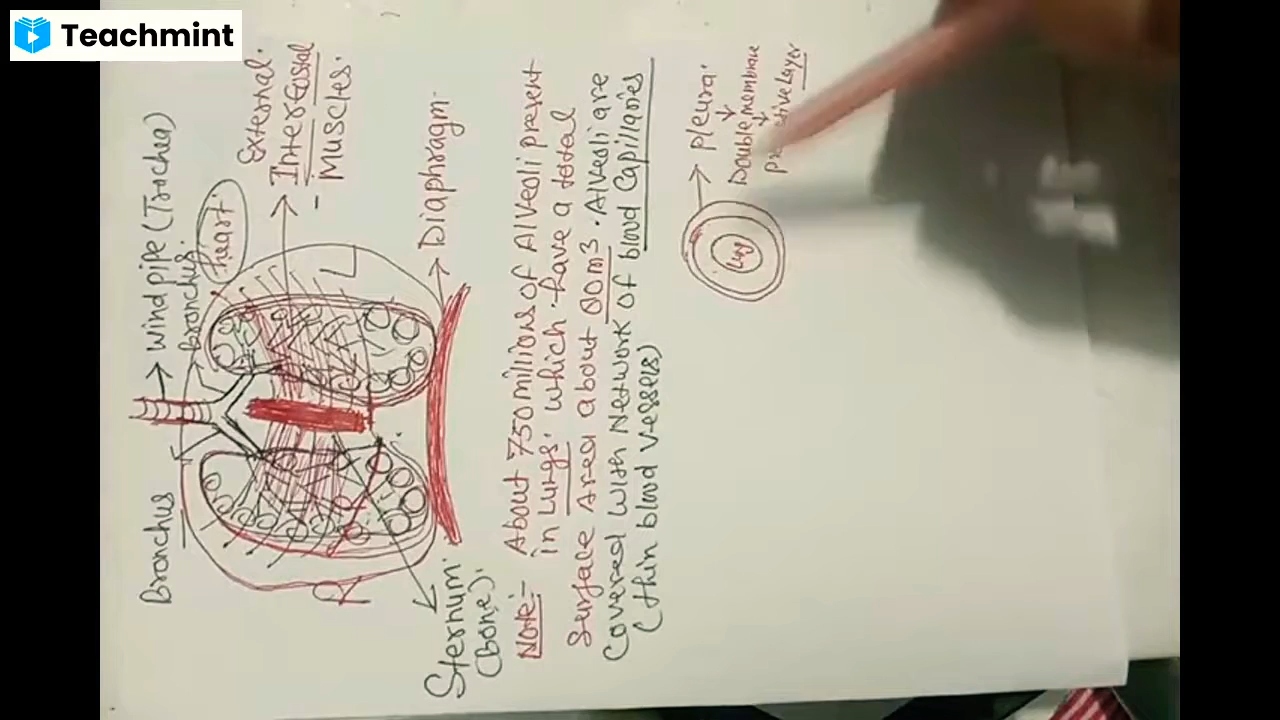 Teachmint
Bronchus
wind pipe (Trachea)
bronchus.
heart
External.
Intercostal
- Muscles.
Diaphragm.
L
R
Sternum.
(bone).
Note:- About 750 millions of Alveoli present
in Lungs. which have a total
Surface Area about 80m3. Alveoli are
Covered with Network of blood Capillaries
(thin blood vessels)
Pleura.
Double membrane
Layer
Lung